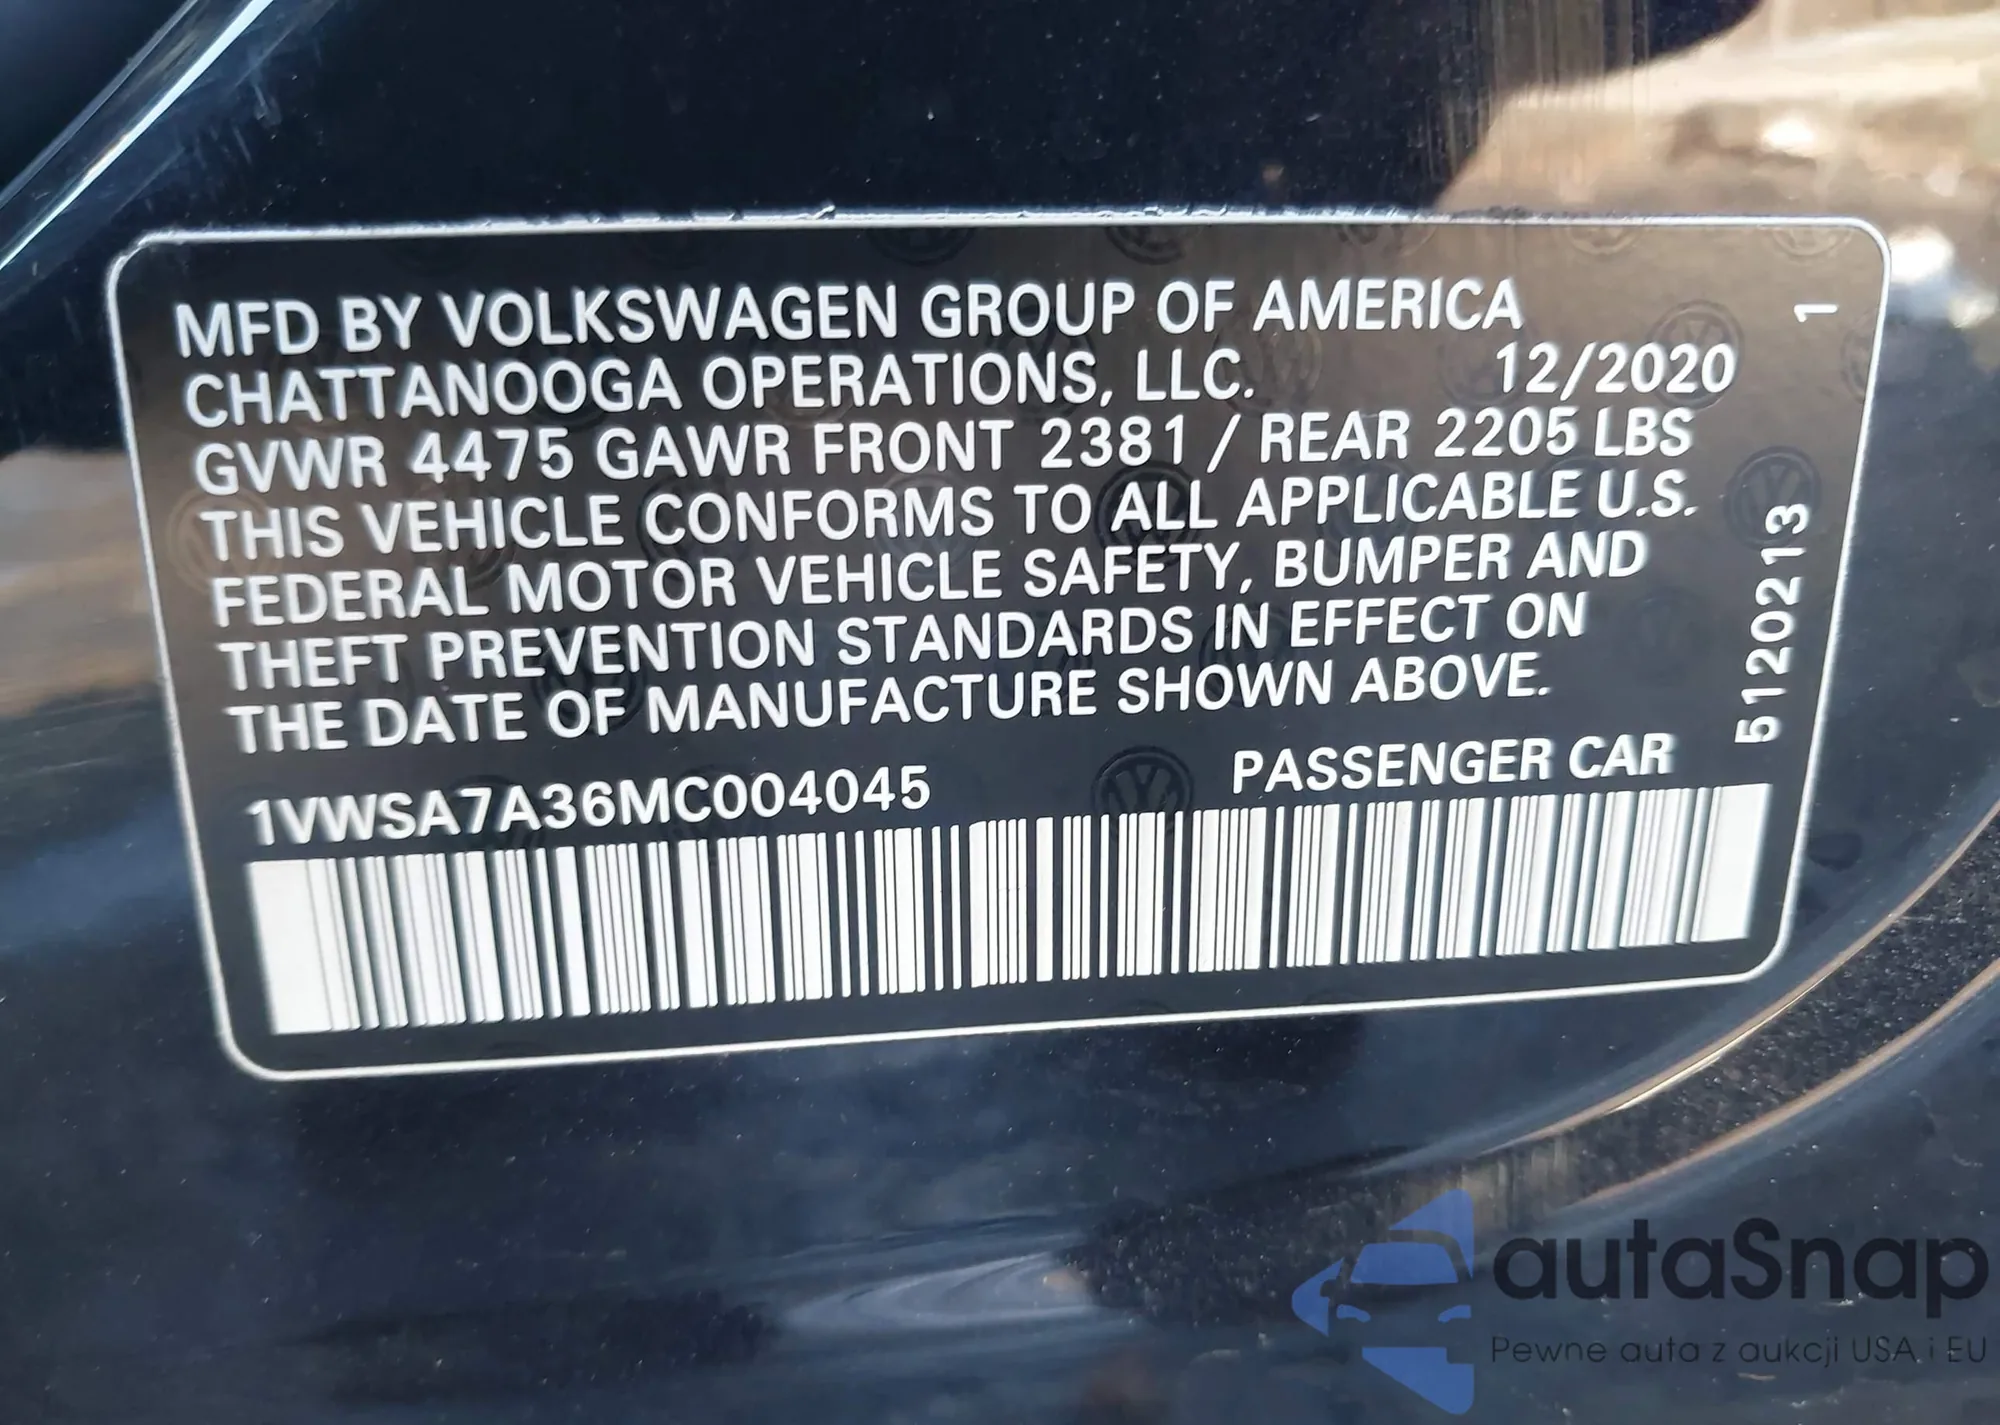 MFD BY VOLKSWAGEN GROUP OF AMERICA
CHATTANOOGA OPERATIONS, LLC. 12/2020
GVWR 4475 GAWR FRONT 2381 / REAR 2205 LBS
THIS VEHICLE CONFORMS TO ALL APPLICABLE U.S.
FEDERAL MOTOR VEHICLE SAFETY, BUMPER AND
THEFT PREVENTION STANDARDS IN EFFECT ON
THE DATE OF MANUFACTURE SHOWN ABOVE.
1VWSA7A36MC004045 PASSENGER CAR
51202131 1
autaSnap
Pewne auta z aukcji USA i EU